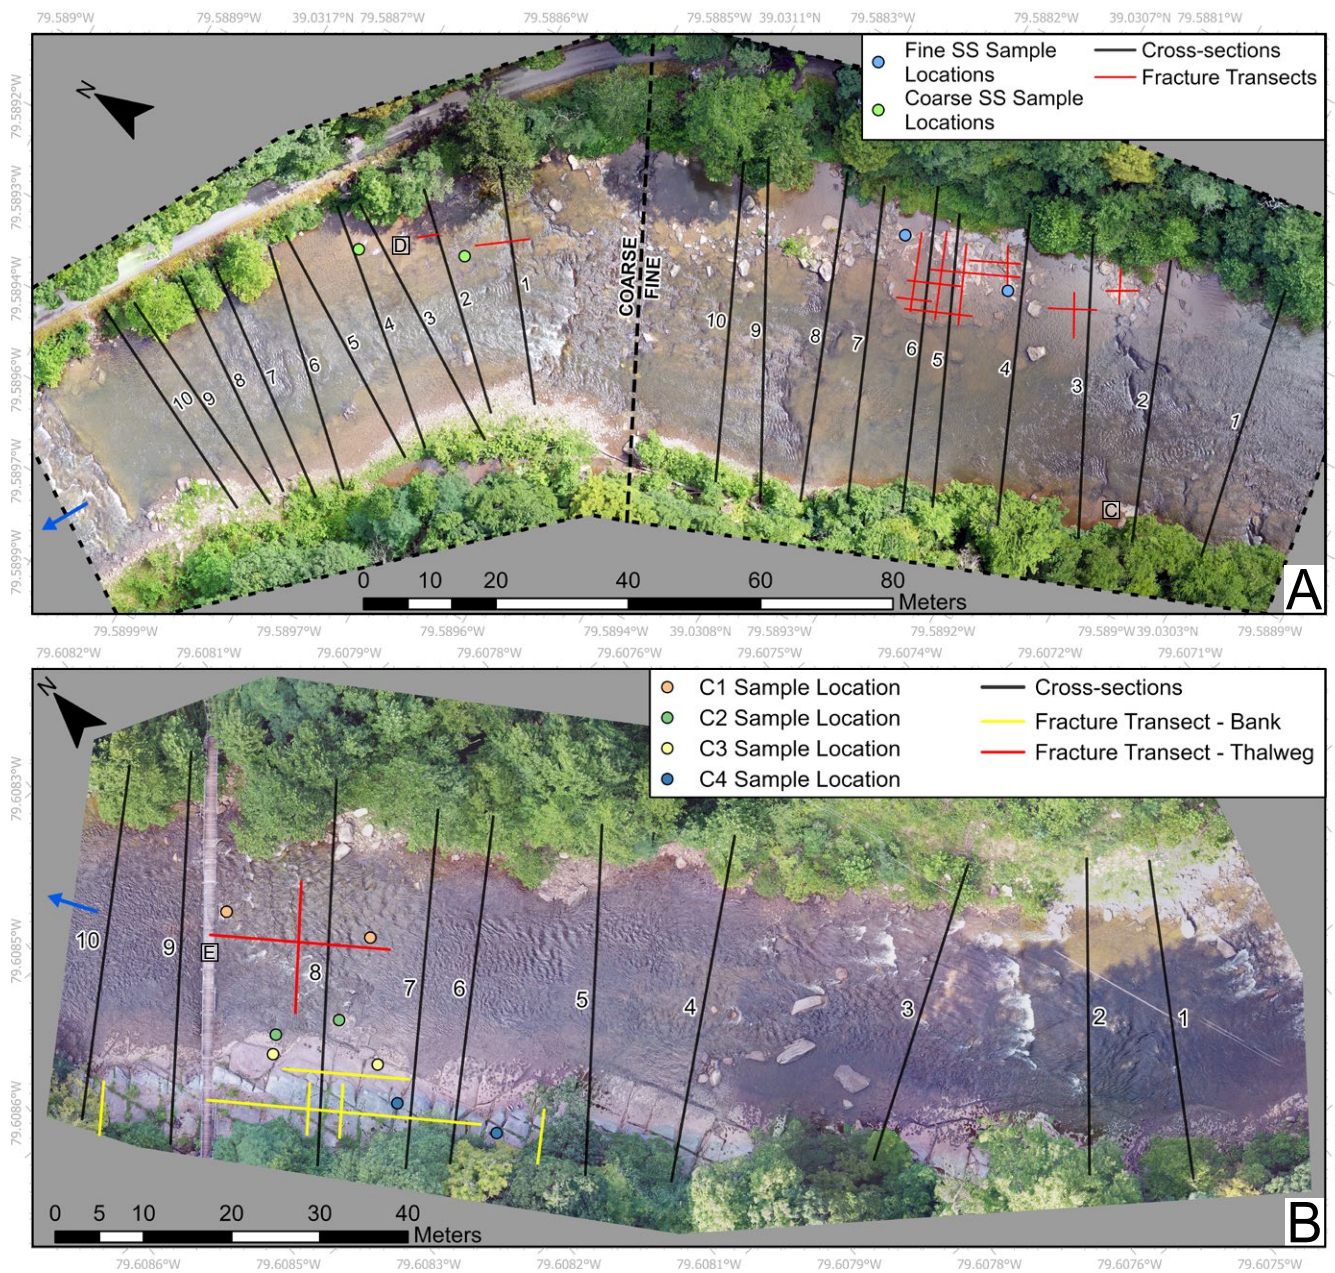 79.589°W 79.5889°W 39.0317°N 79.5887°W 79.5886°W 79.5885°W 39.0311°N 79.5883°W 79.5882°W 39.0307°N 79.5881°W
79.5892°W
79.5893°W
79.5894°W
79.5896°W
79.5897°W
79.5899°W
N
Fine SS Sample
Locations
Coarse SS Sample
Locations
Cross-sections
Fracture Transects
D
COARSE
FINE
10 9 8 7 6 5 4 3 2 1
10 9 8 7 6 5 4 3 2 1
C
0 10 20 40 60 80
Meters
A
79.5899°W 79.5897°W 79.5896°W 79.5894°W 39.0308°N 79.5893°W 79.5892°W 79.589°W 39.0303°N 79.5889°W
79.6082°W 79.6081°W 79.6079°W 79.6078°W 79.6076°W 79.6075°W 79.6074°W 79.6072°W 79.6071°W
79.6083°W
79.6085°W
79.6086°W
N
C1 Sample Location
C2 Sample Location
C3 Sample Location
C4 Sample Location
Cross-sections
Fracture Transect - Bank
Fracture Transect - Thalweg
10 9 E 8 7 6 5 4 3 2 1
0 5 10 20 30 40
Meters
B
79.6086°W 79.6085°W 79.6083°W 79.6082°W 79.6081°W 79.6079°W 79.6078°W 79.6076°W 79.6075°W